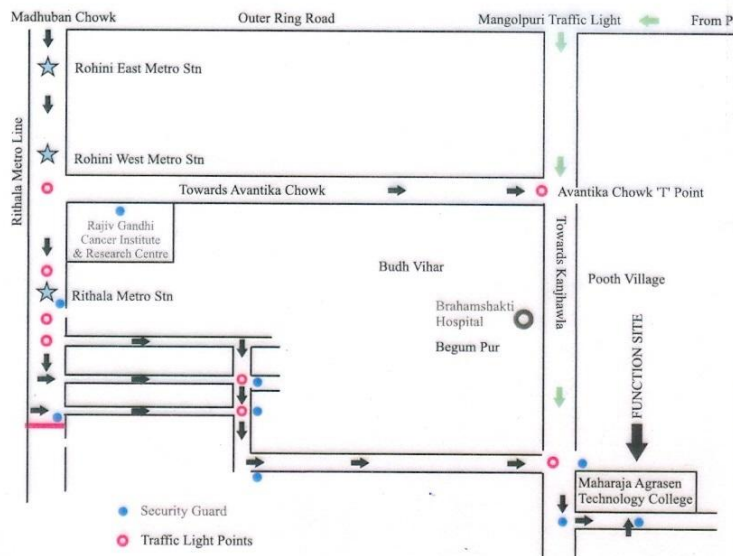 Madhuban Chowk
Outer Ring Road
Mangolpuri Traffic Light
From P
Rohini East Metro Stn
Rithala Metro Line
Rohini West Metro Stn
Towards Avantika Chowk
Avantika Chowk 'T' Point
Rajiv Gandhi
Cancer Institute
& Research Centre
Towards Kanjhawla
Budh Vihar
Pooth Village
Rithala Metro Stn
Brahamshakti
Hospital
Begum Pur
FUNCTION SITE
Maharaja Agrasen
Technology College
Security Guard
Traffic Light Points